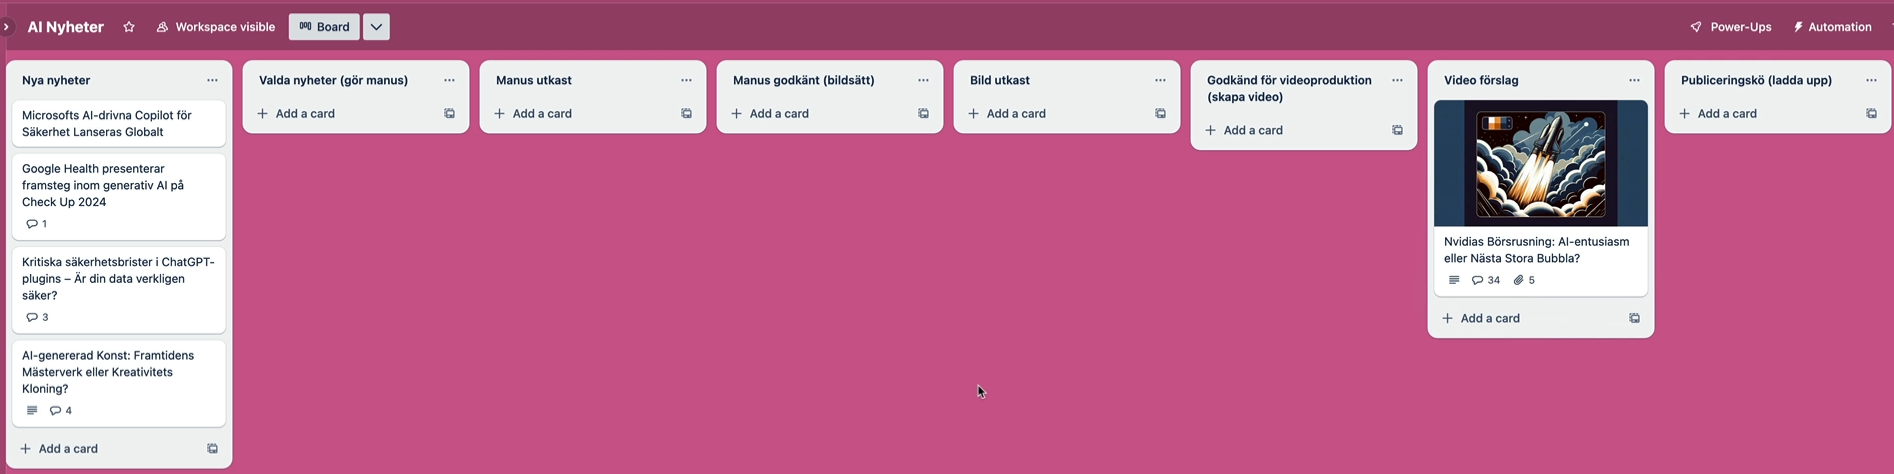 AI Nyheter
Workspace visible
Board
Power-Ups
Automation
Nya nyheter
Microsofts AI-drivna Copilot för
Säkerhet Lanseras Globalt
Google Health presenterar
framsteg inom generativ AI på
Check Up 2024
1
Kritiska säkerhetsbrister i ChatGPT-
plugins – Är din data verkligen
säker?
3
AI-genererad Konst: Framtidens
Mästerverk eller Kreativitets
Kloning?
4
+ Add a card
Valda nyheter (gör manus)
+ Add a card
Manus utkast
+ Add a card
Manus godkänt (bildsätt)
+ Add a card
Bild utkast
+ Add a card
Godkänd för videoproduktion
(skapa video)
+ Add a card
Video förslag
Nvidias Börsrusning: AI-entusiasm
eller Nästa Stora Bubbla?
34
5
+ Add a card
Publiceringskö (ladda upp)
+ Add a card